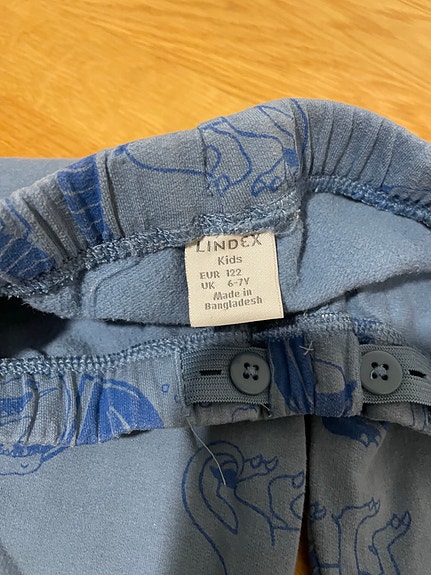 LINDEX
Kids
EUR 122
UK 6-7Y
Made in
Bangladesh